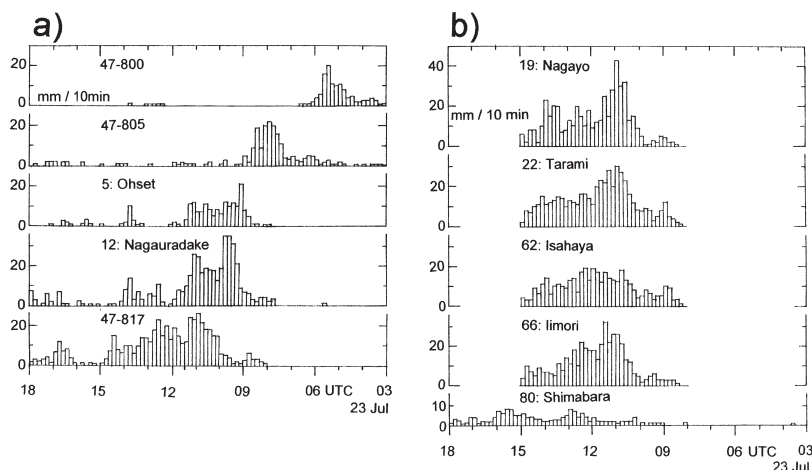 a)
47-800
20
mm / 10min
0
47-805
20
0
5: Ohset
20
0
12: Nagauradake
20
0
47-817
20
0
18 15 12 09 06 UTC 03
23 Jul
b)
19: Nagayo
40
20
mm / 10 min
0
22: Tarami
20
0
62: Isahaya
20
0
66: Iimori
20
0
80: Shimabara
10
0
18 15 12 09 06 UTC 03
23 Jul